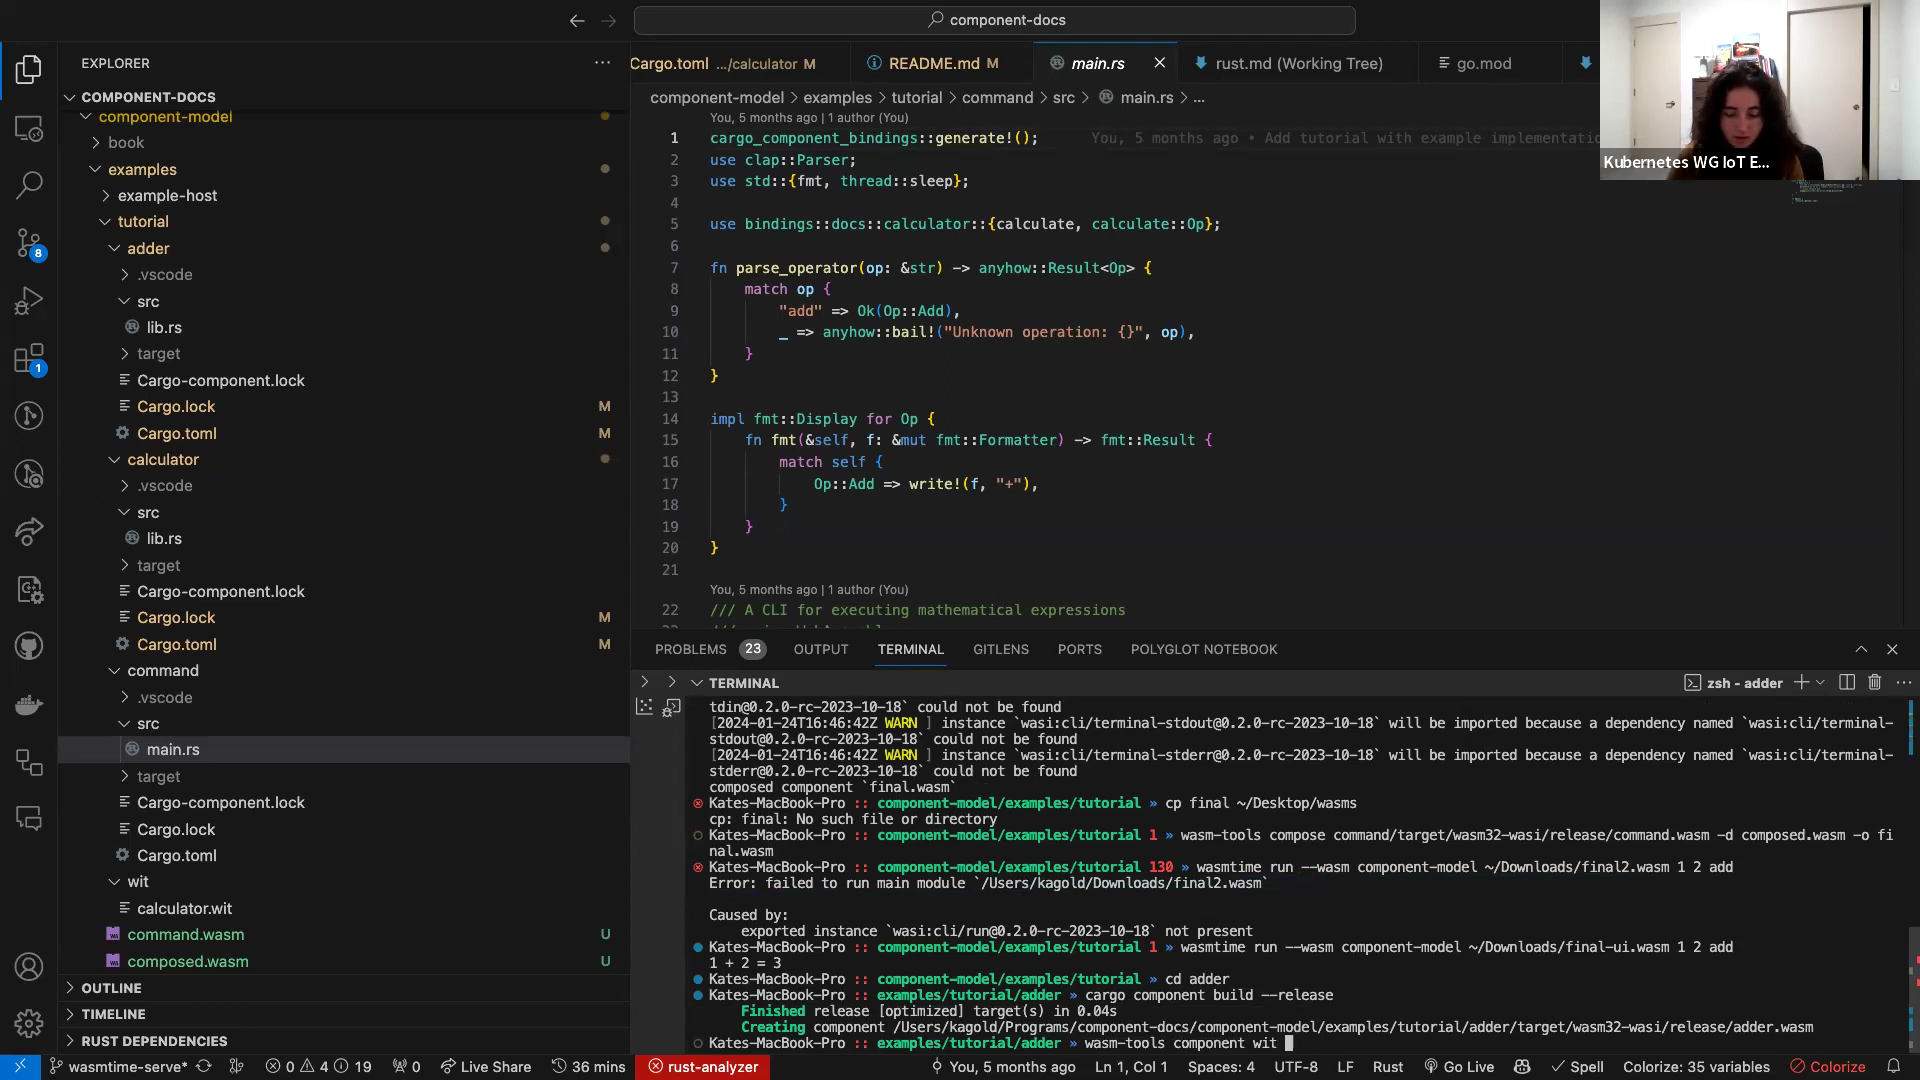 component-docs
EXPLORER
Cargo.toml .../calculator M
README.md M
main.rs
rust.md (Working Tree)
go.mod
COMPONENT-DOCS
component-model
book
examples
example-host
tutorial
adder
.vscode
src
lib.rs
target
Cargo-component.lock
Cargo.lock M
Cargo.toml M
calculator
.vscode
src
lib.rs
target
Cargo-component.lock
Cargo.lock M
Cargo.toml M
command
.vscode
src
main.rs
target
Cargo-component.lock
Cargo.lock
Cargo.toml
wit
calculator.wit
command.wasm U
composed.wasm U
OUTLINE
TIMELINE
RUST DEPENDENCIES
8
1
component-model > examples > tutorial > command > src > main.rs > ...
You, 5 months ago | 1 author (You)
1 cargo_component_bindings::generate!(); You, 5 months ago • Add tutorial with example implementatio
2 use clap::Parser;
3 use std::{fmt, thread::sleep};
4
5 use bindings::docs::calculator::{calculate, calculate::Op};
6
7 fn parse_operator(op: &str) -> anyhow::Result<Op> {
8 match op {
9 "add" => Ok(Op::Add),
10 _ => anyhow::bail!("Unknown operation: {}", op),
11 }
12 }
13
14 impl fmt::Display for Op {
15 fn fmt(&self, f: &mut fmt::Formatter) -> fmt::Result {
16 match self {
17 Op::Add => write!(f, "+"),
18 }
19 }
20 }
21
You, 5 months ago | 1 author (You)
22 /// A CLI for executing mathematical expressions
Kubernetes WG IoT E...
PROBLEMS 23 OUTPUT TERMINAL GITLENS PORTS POLYGLOT NOTEBOOK
TERMINAL
zsh - adder
tdin@0.2.0-rc-2023-10-18` could not be found
[2024-01-24T16:46:42Z WARN ] instance `wasi:cli/terminal-stdout@0.2.0-rc-2023-10-18` will be imported because a dependency named `wasi:cli/terminal-
stdout@0.2.0-rc-2023-10-18` could not be found
[2024-01-24T16:46:42Z WARN ] instance `wasi:cli/terminal-stderr@0.2.0-rc-2023-10-18` will be imported because a dependency named `wasi:cli/terminal-
stderr@0.2.0-rc-2023-10-18` could not be found
composed component `final.wasm`
Kates-MacBook-Pro :: component-model/examples/tutorial » cp final ~/Desktop/wasms
cp: final: No such file or directory
Kates-MacBook-Pro :: component-model/examples/tutorial 1 » wasm-tools compose command/target/wasm32-wasi/release/command.wasm -d composed.wasm -o fi
nal.wasm
Kates-MacBook-Pro :: component-model/examples/tutorial 130 » wasmtime run --wasm component-model ~/Downloads/final2.wasm 1 2 add
Error: failed to run main module `/Users/kagold/Downloads/final2.wasm`
Caused by:
exported instance `wasi:cli/run@0.2.0-rc-2023-10-18` not present
Kates-MacBook-Pro :: component-model/examples/tutorial 1 » wasmtime run --wasm component-model ~/Downloads/final-ui.wasm 1 2 add
1 + 2 = 3
Kates-MacBook-Pro :: component-model/examples/tutorial » cd adder
Kates-MacBook-Pro :: examples/tutorial/adder » cargo component build --release
Finished release [optimized] target(s) in 0.04s
Creating component /Users/kagold/Programs/component-docs/component-model/examples/tutorial/adder/target/wasm32-wasi/release/adder.wasm
Kates-MacBook-Pro :: examples/tutorial/adder » wasm-tools component wit
wasmtime-serve* 0 4 19 0 Live Share 36 mins rust-analyzer You, 5 months ago Ln 1, Col 1 Spaces: 4 UTF-8 LF Rust Go Live Spell Colorize: 35 variables Colorize